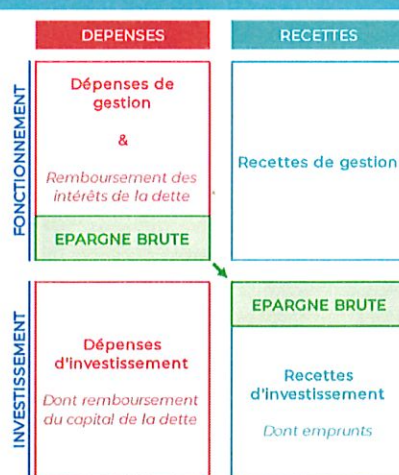 DEPENSES
RECETTES
FONCTIONNEMENT
Dépenses de
gestion
&
Remboursement des
intérêts de la dette
EPARGNE BRUTE
Recettes de gestion
INVESTISSEMENT
Dépenses
d'investissement
Dont remboursement
du capital de la dette
EPARGNE BRUTE
Recettes
d'investissement
Dont emprunts